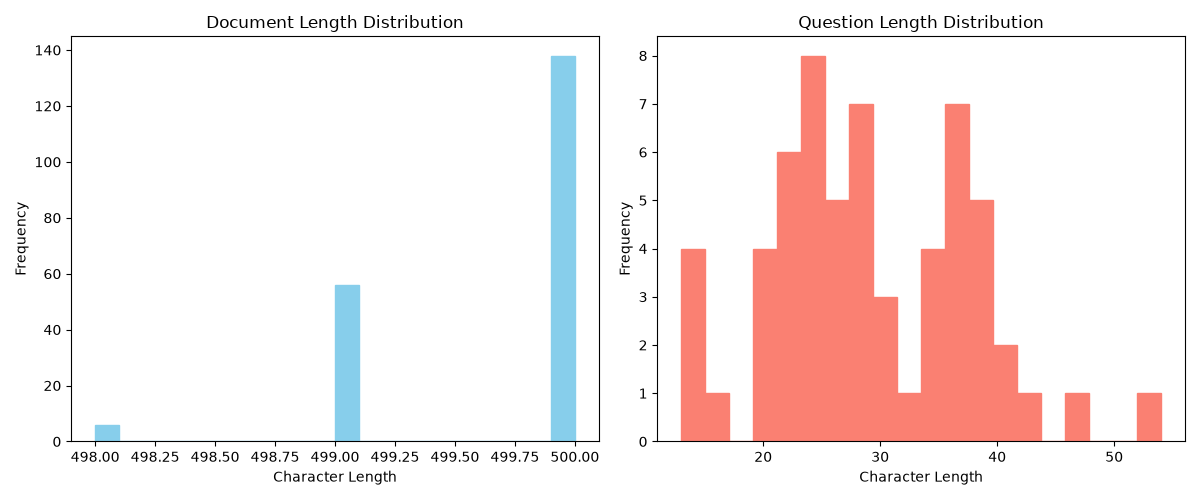 Document Length Distribution
140
120
100
80
60
40
20
0
Frequency
498.00 498.25 498.50 498.75 499.00 499.25 499.50 499.75 500.00
Character Length
Question Length Distribution
8
7
6
5
4
3
2
1
0
Frequency
20 30 40 50
Character Length